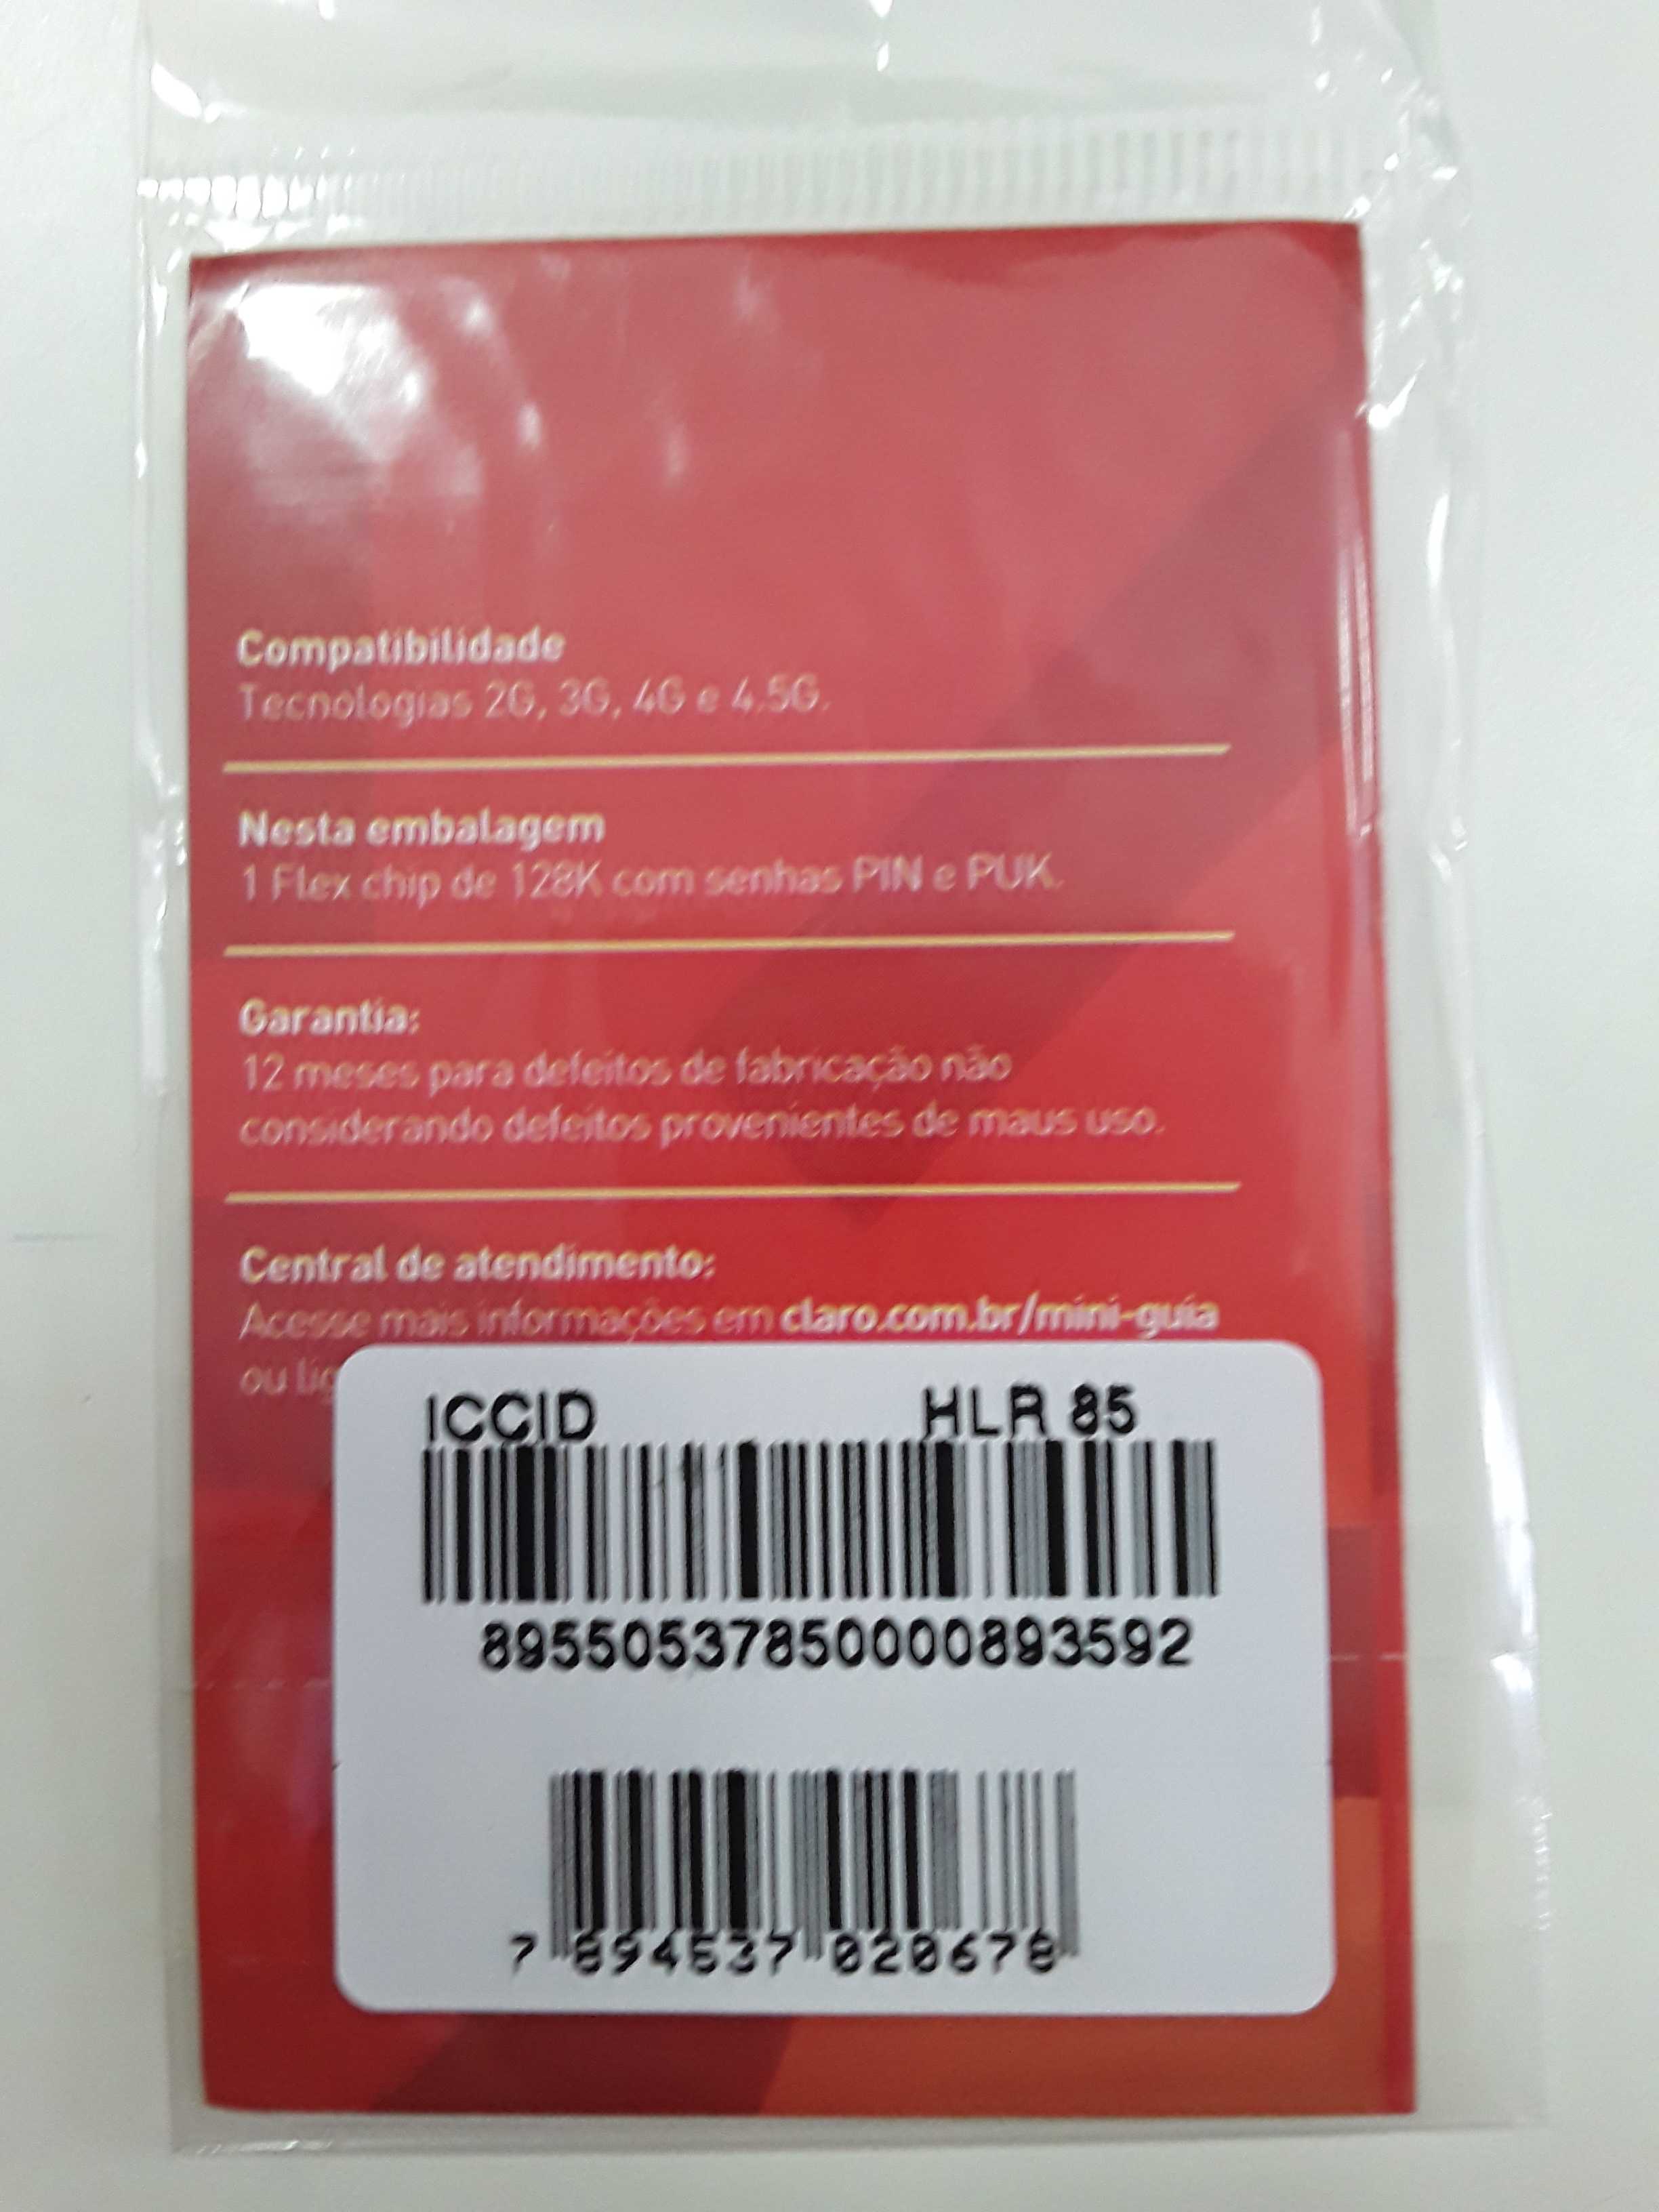 Compatibilidade
Tecnologias 2G, 3G, 4G e 4.5G.
Nesta embalagem
1 Flex chip de 128K com senhas PIN e PUK.
Garantia:
12 meses para defeitos de fabricação não
considerando defeitos provenientes de maus uso.
Central de atendimento:
Acesse mais informações em claro.com.br/mini-guia
ou
ICCID HLR 85
89550537850000893592
7 894537 020678